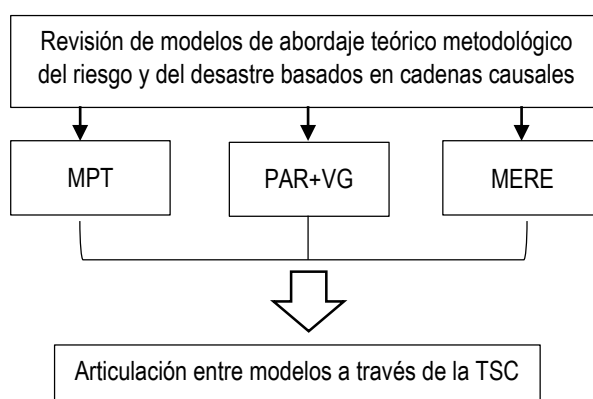 Revisión de modelos de abordaje teórico metodológico
del riesgo y del desastre basados en cadenas causales
MPT
PAR+VG
MERE
Articulación entre modelos a través de la TSC